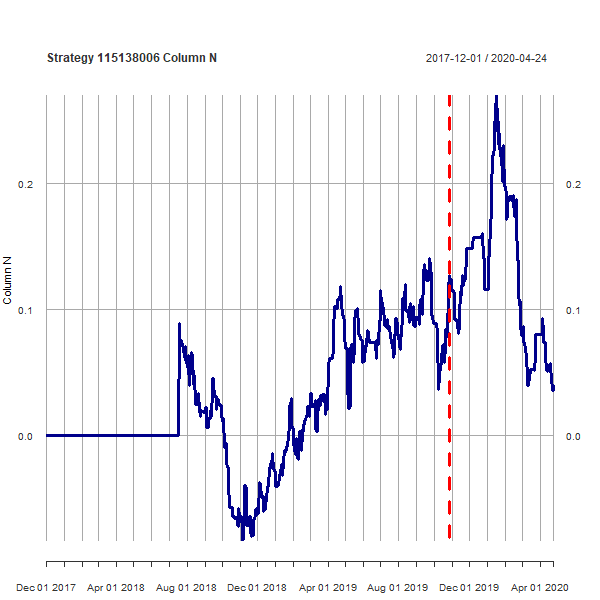 Strategy 115138006 Column N
2017-12-01 / 2020-04-24
Column N
0.2
0.1
0.0
0.2
0.1
0.0
Dec 01 2017
Apr 01 2018
Aug 01 2018
Dec 01 2018
Apr 01 2019
Aug 01 2019
Dec 01 2019
Apr 01 2020